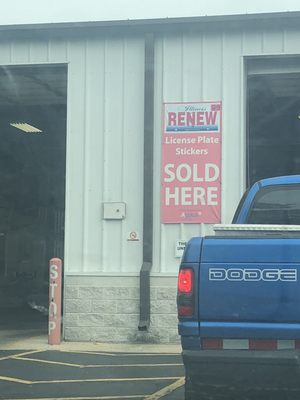 Illinois
RENEW
License Plate
Stickers
SOLD
HERE
STOP
DODGE